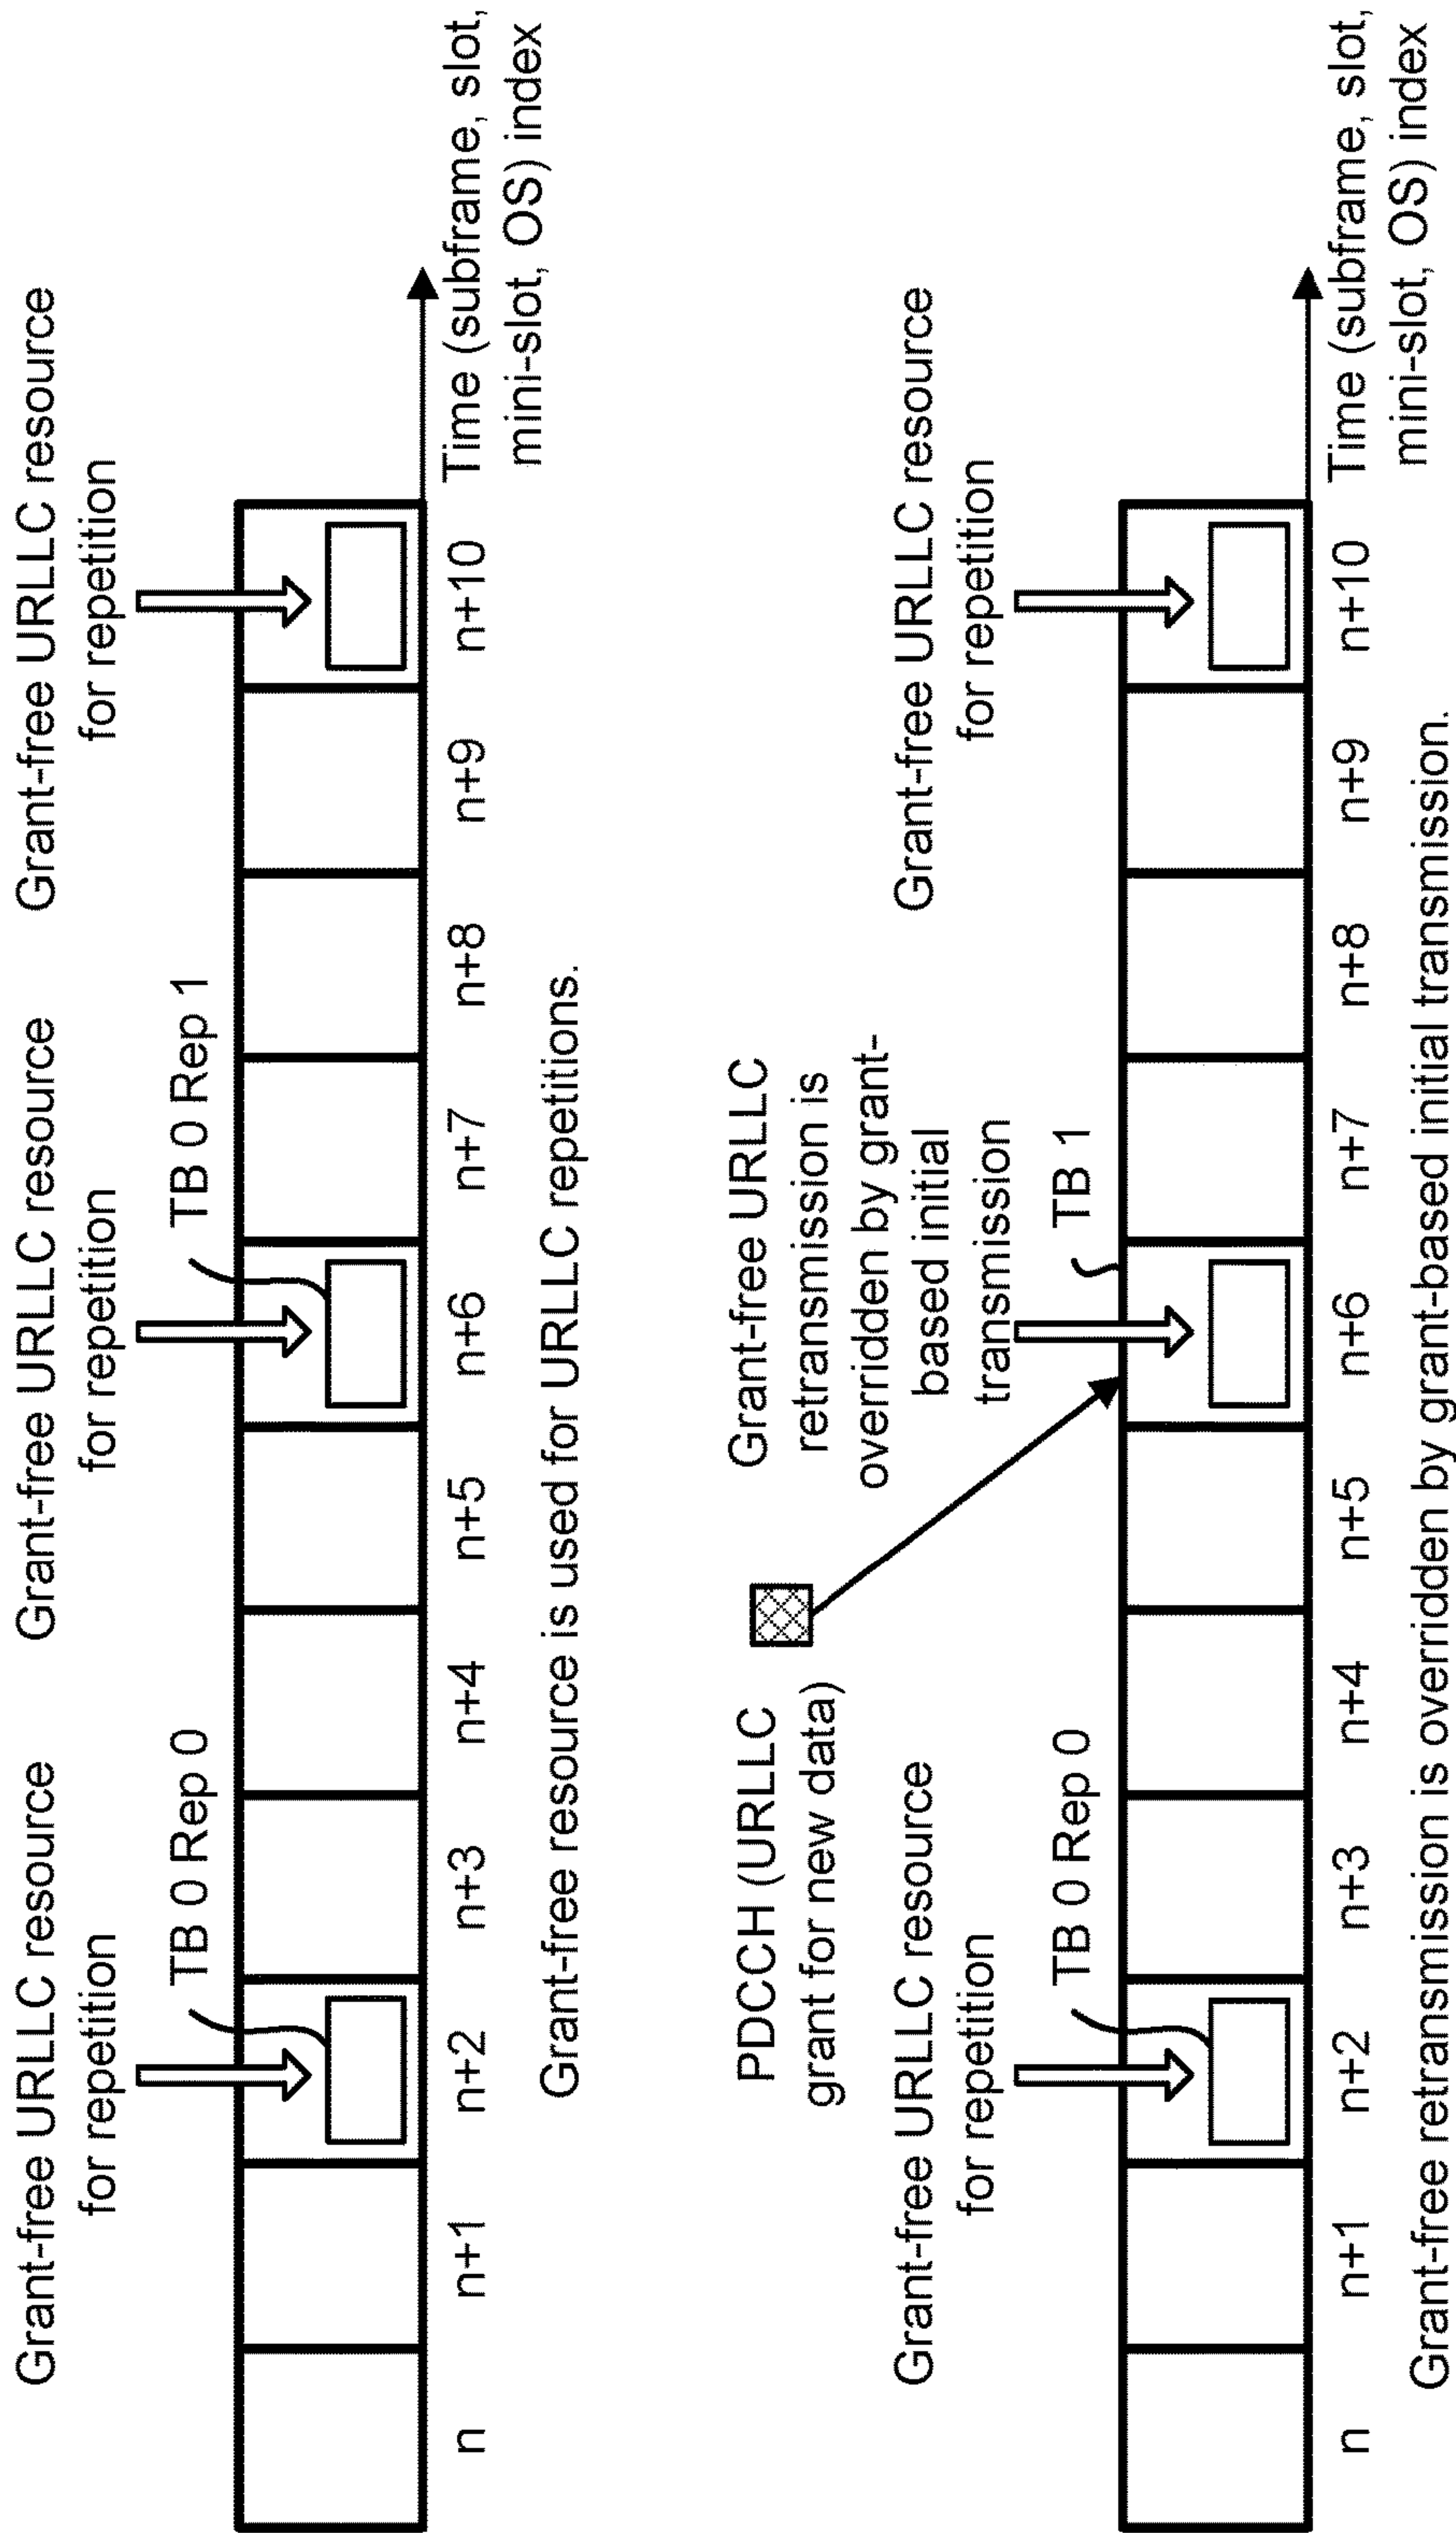 Grant-free URLLC resource
for repetition
Grant-free URLLC resource
for repetition
Grant-free URLLC resource
for repetition
TB 0 Rep 0
TB 0 Rep 1
n
n+1
n+2
n+3
n+4
n+5
n+6
n+7
n+8
n+9
n+10
Time (subframe, slot,
mini-slot, OS) index
Grant-free resource is used for URLLC repetitions.
PDCCH (URLLC
grant for new data)
Grant-free URLLC
retransmission is
overridden by grant-
based initial
transmission
Grant-free URLLC resource
for repetition
Grant-free URLLC resource
for repetition
TB 0 Rep 0
TB 1
n
n+1
n+2
n+3
n+4
n+5
n+6
n+7
n+8
n+9
n+10
Time (subframe, slot,
mini-slot, OS) index
Grant-free retransmission is overridden by grant-based initial transmission.